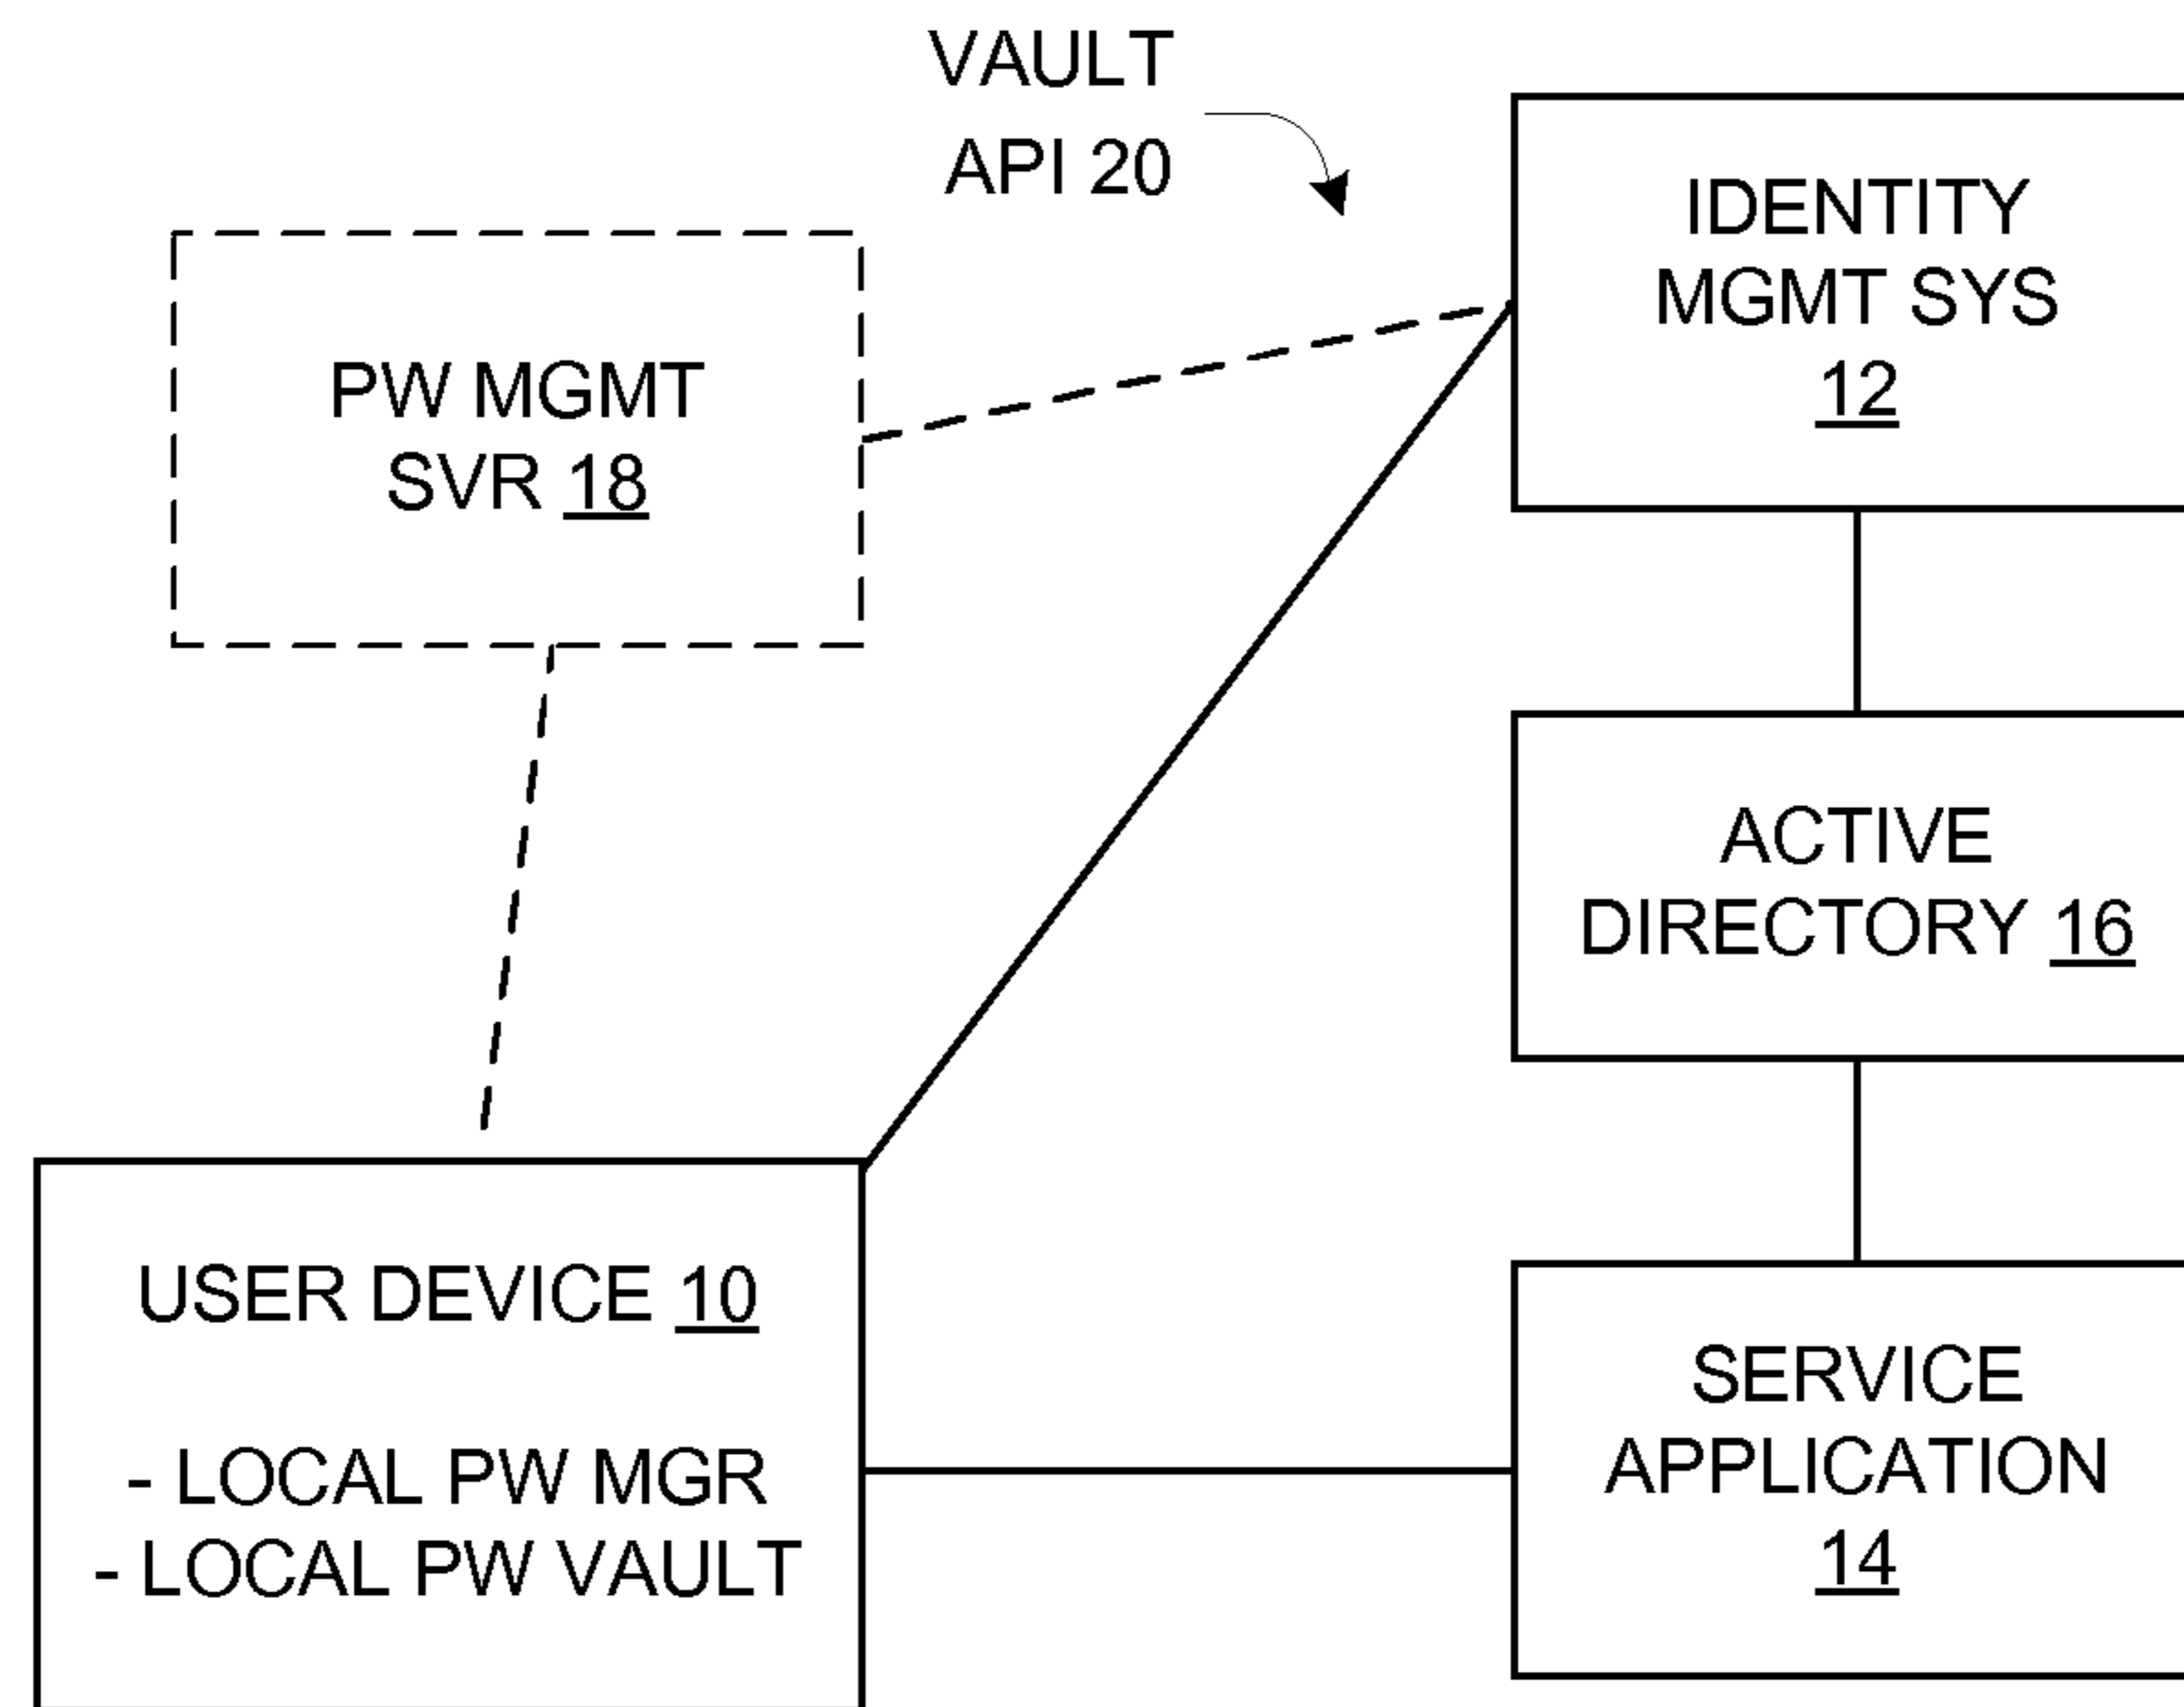 VAULT
API 20
IDENTITY
MGMT SYS
12
PW MGMT
SVR 18
ACTIVE
DIRECTORY 16
USER DEVICE 10
- LOCAL PW MGR
- LOCAL PW VAULT
SERVICE
APPLICATION
14